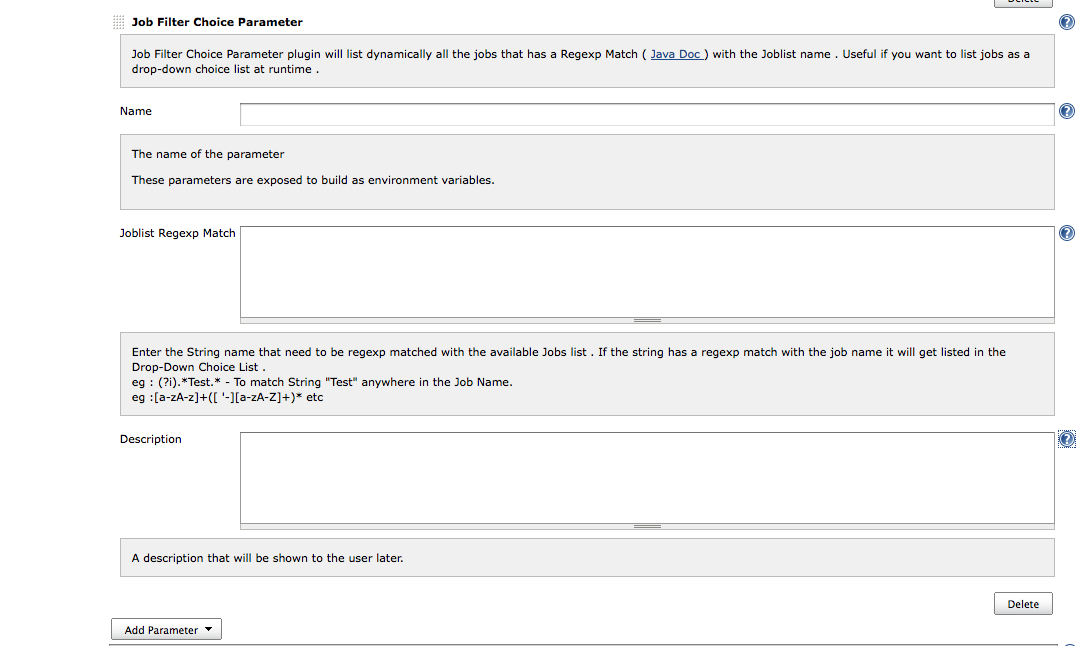 Delete
Job Filter Choice Parameter
Job Filter Choice Parameter plugin will list dynamically all the jobs that has a Regexp Match ( Java Doc ) with the Joblist name . Useful if you want to list jobs as a
drop-down choice list at runtime .
Name
The name of the parameter
These parameters are exposed to build as environment variables.
Joblist Regexp Match
Enter the String name that need to be regexp matched with the available Jobs list . If the string has a regexp match with the job name it will get listed in the
Drop-Down Choice List .
eg : (?i).*Test.* - To match String "Test" anywhere in the Job Name.
eg :[a-zA-z]+([ '-][a-zA-Z]+)* etc
Description
A description that will be shown to the user later.
Delete
Add Parameter